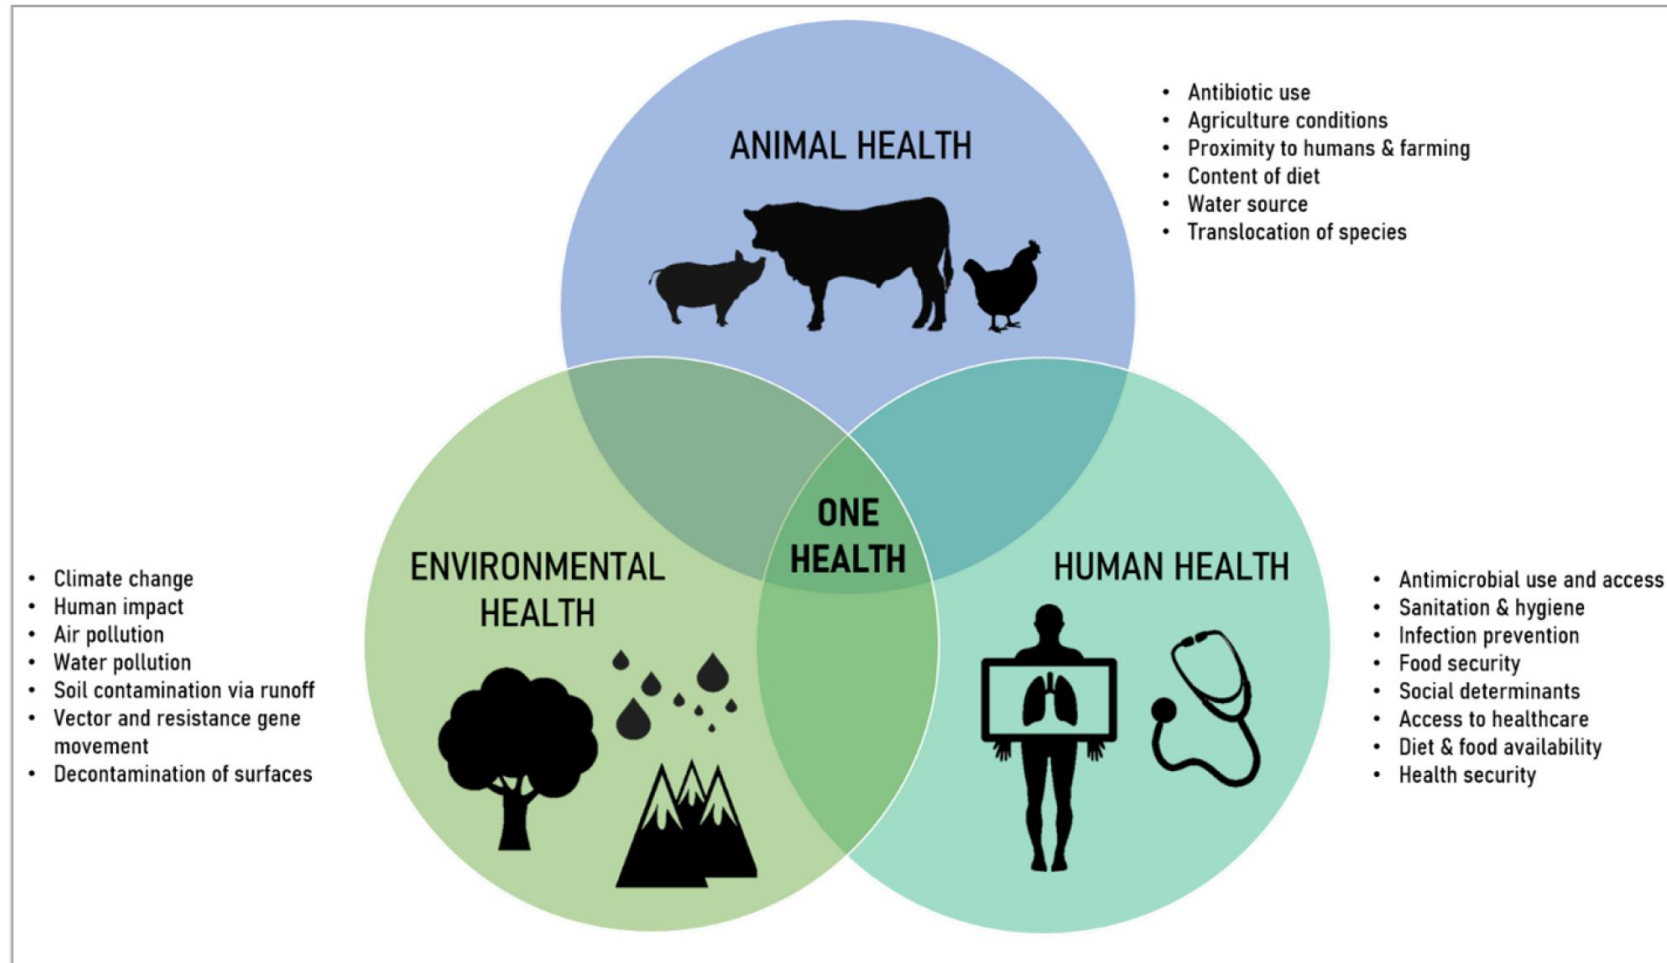 ANIMAL HEALTH
• Antibiotic use
• Agriculture conditions
• Proximity to humans & farming
• Content of diet
• Water source
• Translocation of species
ONE
HEALTH
ENVIRONMENTAL
HEALTH
• Climate change
• Human impact
• Air pollution
• Water pollution
• Soil contamination via runoff
• Vector and resistance gene
movement
• Decontamination of surfaces
HUMAN HEALTH
• Antimicrobial use and access
• Sanitation & hygiene
• Infection prevention
• Food security
• Social determinants
• Access to healthcare
• Diet & food availability
• Health security